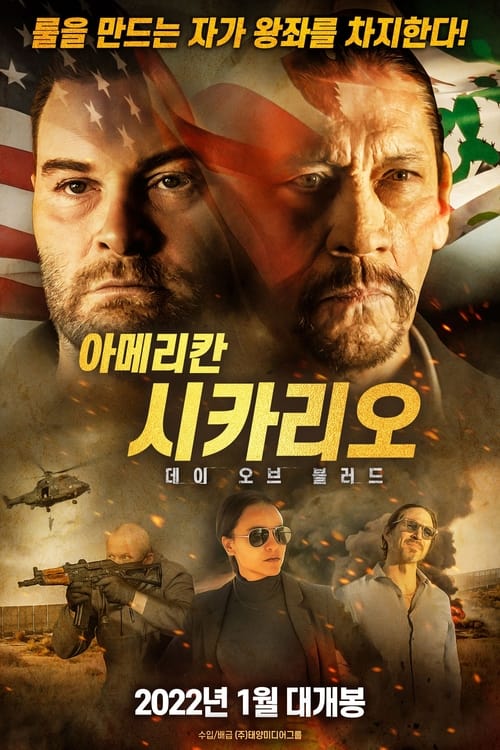 룰을 만드는 자가 왕좌를 차지한다!
아메리칸
시카리오
데이 오브 블러드
2022년 1월 대개봉
수입/배급 (주)태양미디어그룹